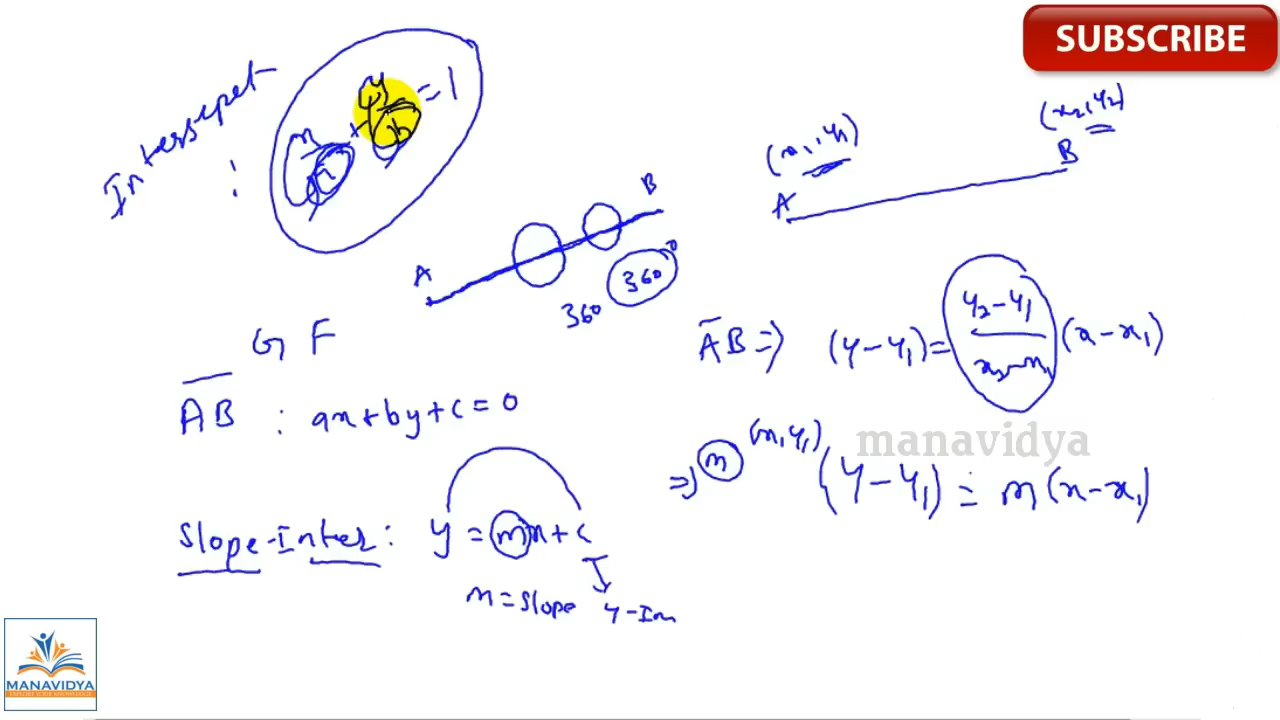 SUBSCRIBE
Intersepet :
x/a + y/b = 1
A B
360 360°
(x1, y1) (x2, y2)
A B
G F
AB : ax+by+c=0
AB ⇒ (y-y1) = y2-y1/x2-x1 (x-x1)
manavidya
⇒ m (x1 y1) (y-y1) = m(x-x1)
Slope-Inter: y = mx+c
m=Slope y-In
MANAVIDYA